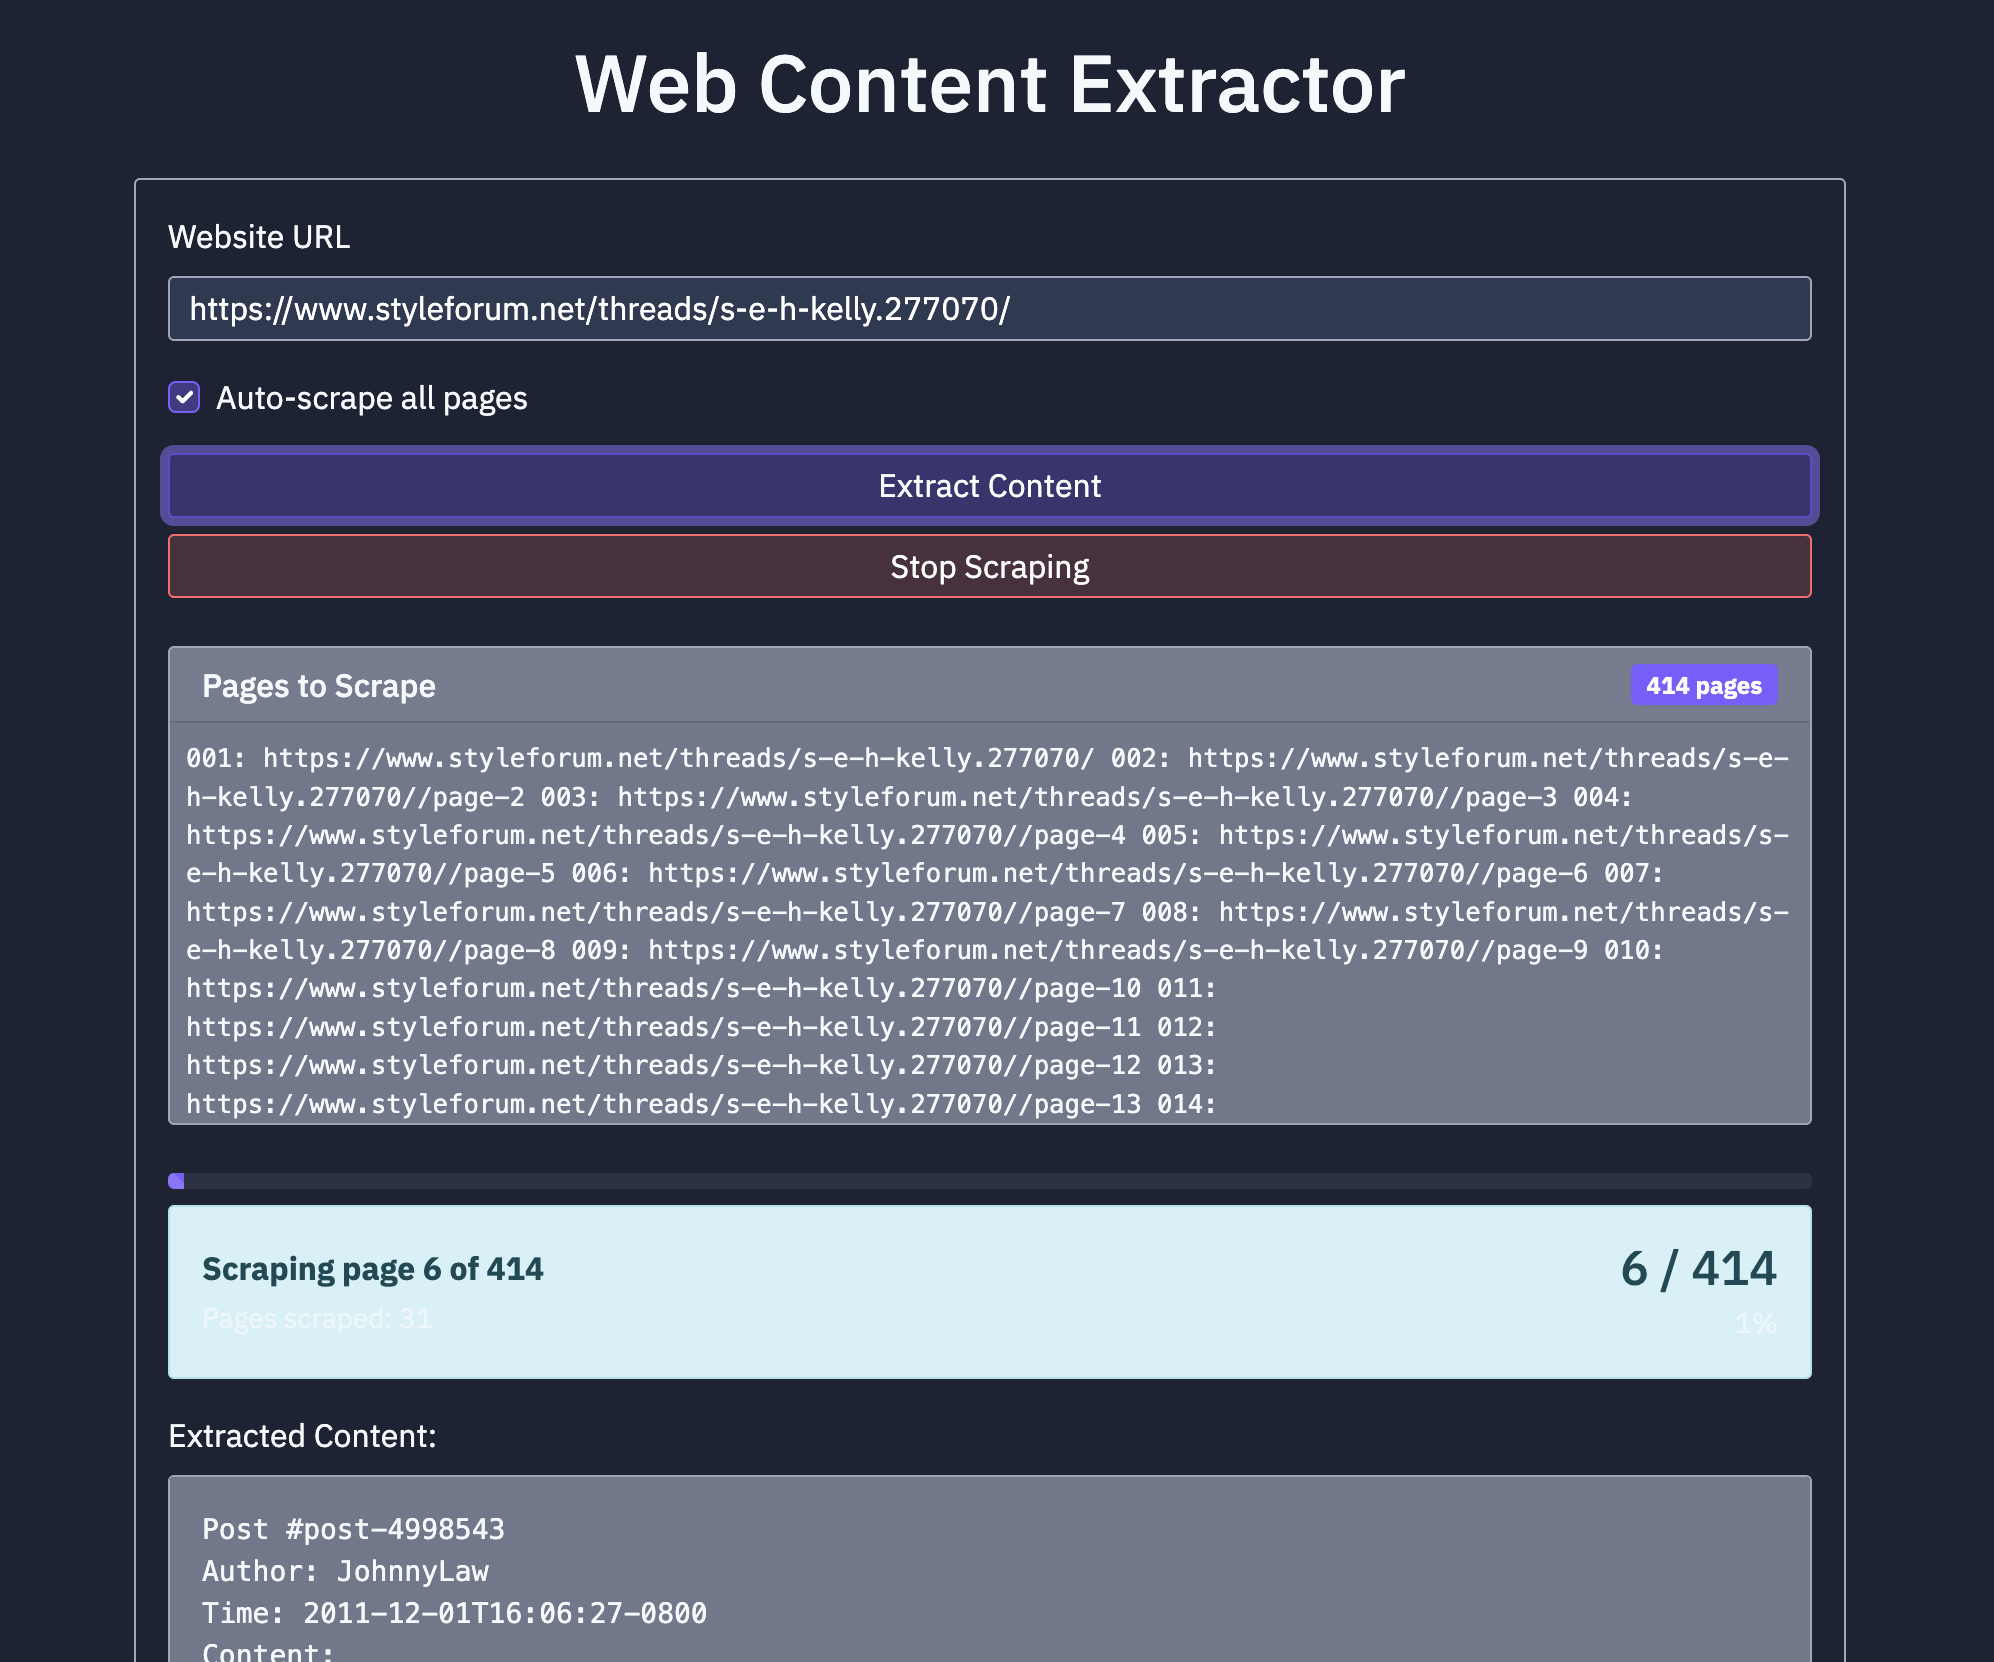 Web Content Extractor
Website URL
https://www.styleforum.net/threads/s-e-h-kelly.277070/
Auto-scrape all pages
Extract Content
Stop Scraping
Pages to Scrape
414 pages
001: https://www.styleforum.net/threads/s-e-h-kelly.277070/ 002: https://www.styleforum.net/threads/s-e-
h-kelly.277070//page-2 003: https://www.styleforum.net/threads/s-e-h-kelly.277070//page-3 004:
https://www.styleforum.net/threads/s-e-h-kelly.277070//page-4 005: https://www.styleforum.net/threads/s-
e-h-kelly.277070//page-5 006: https://www.styleforum.net/threads/s-e-h-kelly.277070//page-6 007:
https://www.styleforum.net/threads/s-e-h-kelly.277070//page-7 008: https://www.styleforum.net/threads/s-
e-h-kelly.277070//page-8 009: https://www.styleforum.net/threads/s-e-h-kelly.277070//page-9 010:
https://www.styleforum.net/threads/s-e-h-kelly.277070//page-10 011:
https://www.styleforum.net/threads/s-e-h-kelly.277070//page-11 012:
https://www.styleforum.net/threads/s-e-h-kelly.277070//page-12 013:
https://www.styleforum.net/threads/s-e-h-kelly.277070//page-13 014:
Scraping page 6 of 414
6 / 414
Pages scraped: 31
1%
Extracted Content:
Post #post-4998543
Author: JohnnyLaw
Time: 2011-12-01T16:06:27-0800
Content: